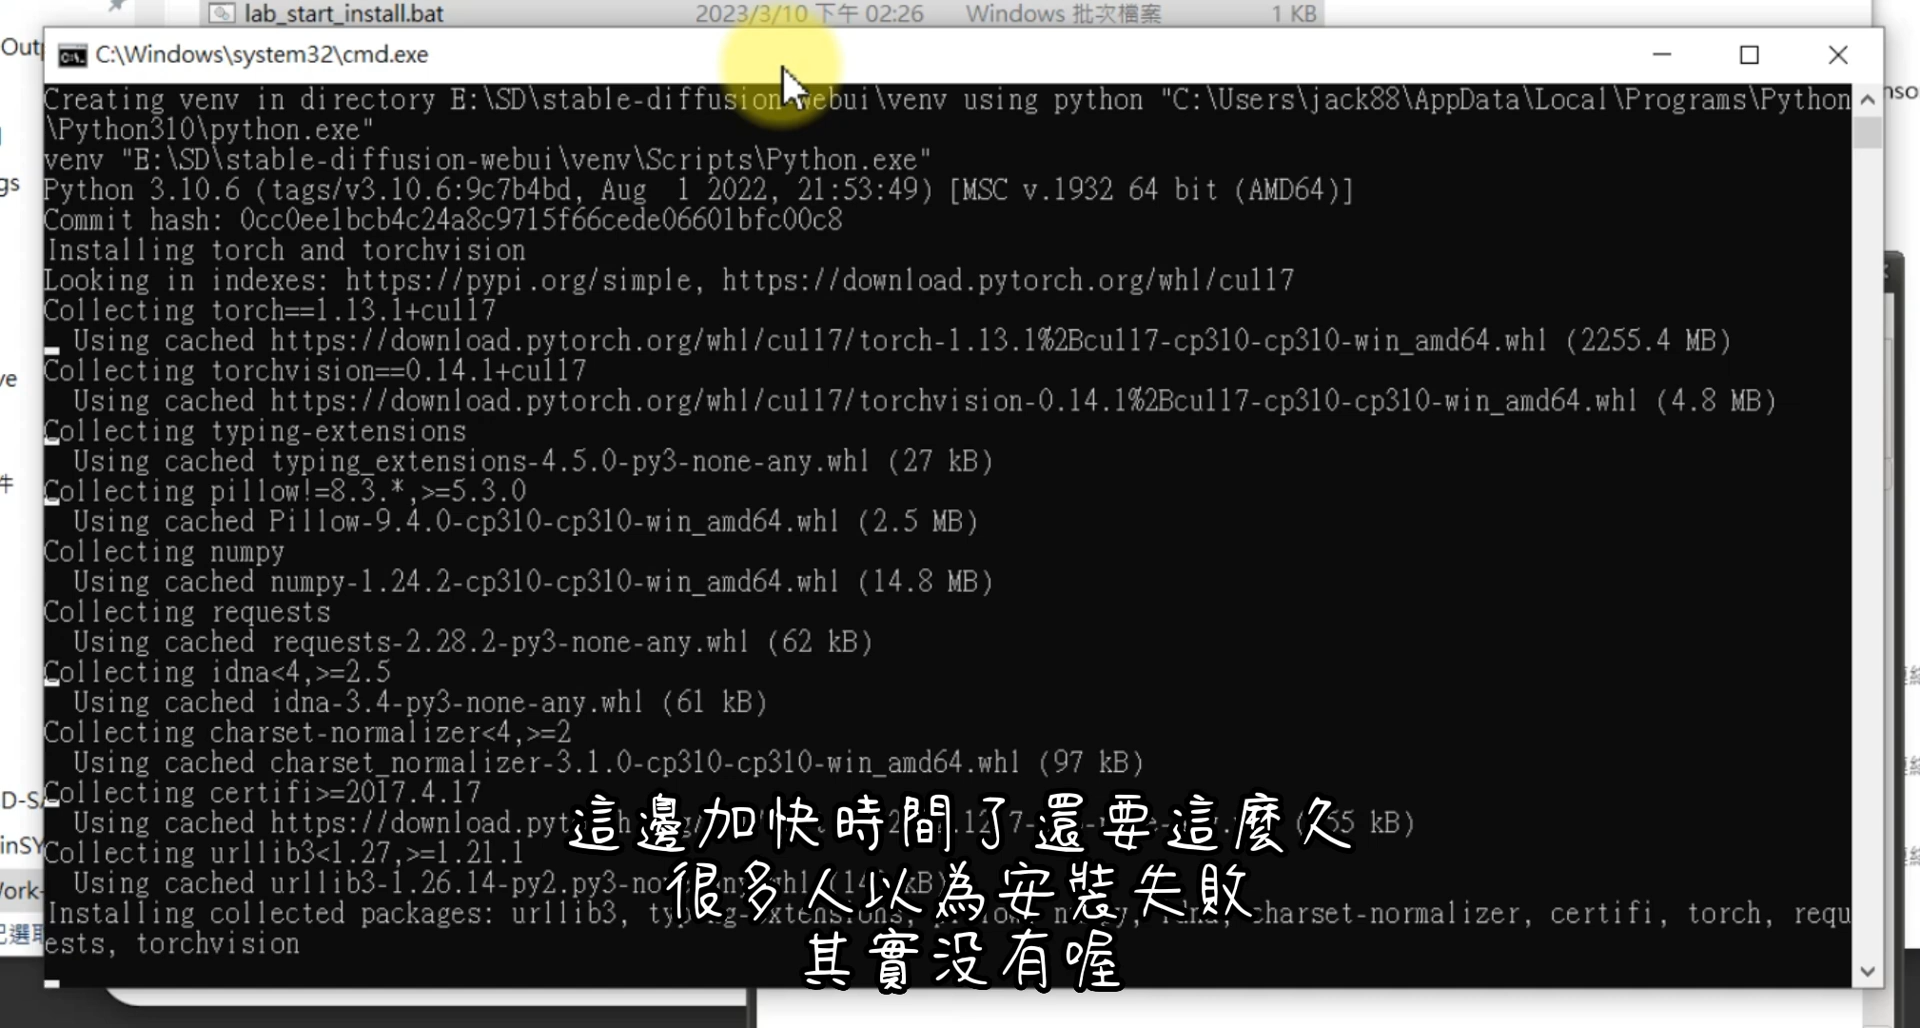 lab_start_install.bat 2023/3/10 下午 02:26 Windows 批次檔案 1 KB
C:\Windows\system32\cmd.exe
Creating venv in directory E:\SD\stable-diffusion-webui\venv using python "C:\Users\jack88\AppData\Local\Programs\Python
\Python310\python.exe"
venv "E:\SD\stable-diffusion-webui\venv\Scripts\Python.exe"
Python 3.10.6 (tags/v3.10.6:9c7b4bd, Aug  1 2022, 21:53:49) [MSC v.1932 64 bit (AMD64)]
Commit hash: 0cc0ee1bcb4c24a8c9715f66cede06601bfc00c8
Installing torch and torchvision
Looking in indexes: https://pypi.org/simple, https://download.pytorch.org/whl/cu117
Collecting torch==1.13.1+cu117
Using cached https://download.pytorch.org/whl/cu117/torch-1.13.1%2Bcu117-cp310-cp310-win_amd64.whl (2255.4 MB)
Collecting torchvision==0.14.1+cu117
Using cached https://download.pytorch.org/whl/cu117/torchvision-0.14.1%2Bcu117-cp310-cp310-win_amd64.whl (4.8 MB)
Collecting typing-extensions
Using cached typing_extensions-4.5.0-py3-none-any.whl (27 kB)
Collecting pillow!=8.3.*,>=5.3.0
Using cached Pillow-9.4.0-cp310-cp310-win_amd64.whl (2.5 MB)
Collecting numpy
Using cached numpy-1.24.2-cp310-cp310-win_amd64.whl (14.8 MB)
Collecting requests
Using cached requests-2.28.2-py3-none-any.whl (62 kB)
Collecting idna<4,>=2.5
Using cached idna-3.4-py3-none-any.whl (61 kB)
Collecting charset-normalizer<4,>=2
Using cached charset_normalizer-3.1.0-cp310-cp310-win_amd64.whl (97 kB)
Collecting certifi>=2017.4.17
Using cached https://download.pyt
Collecting urllib3<1.27,>=1.21.1
Using cached urllib3-1.26.14-py2.py3-no
Installing collected packages: urllib3, charset-normalizer, certifi, torch, requ
ests, torchvision
這邊加快時間了還要這麼久
很多人以為安裝失敗
其實没有喔